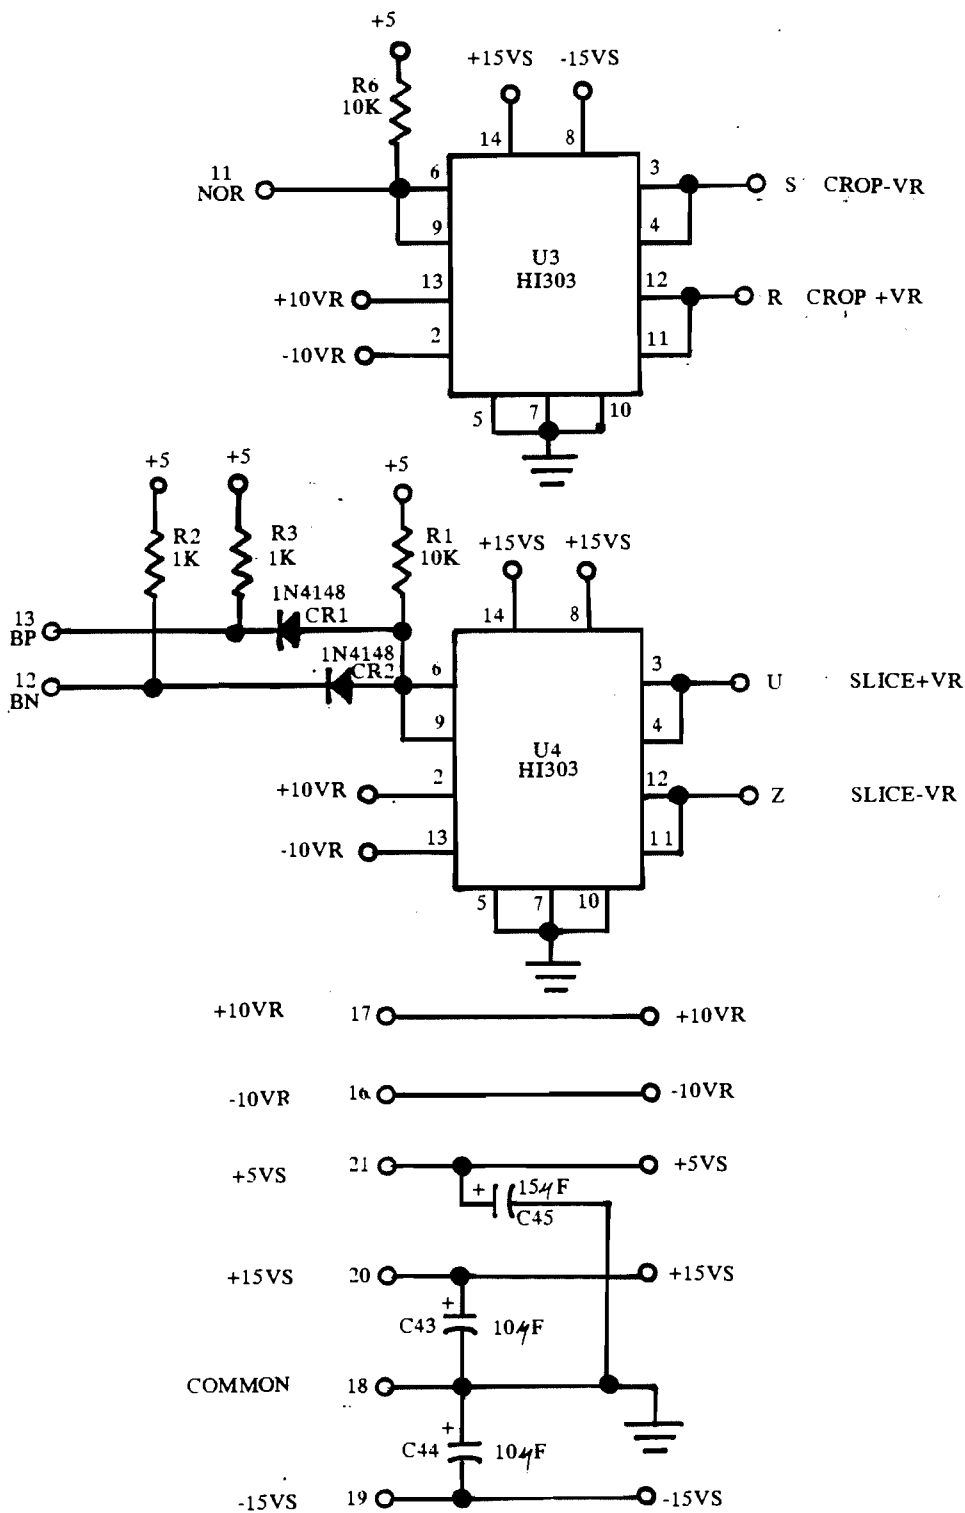 +5
R6
10K
+15VS
-15VS
14
8
11
NOR
6
9
13
+10VR
2
-10VR
U3
HI303
3
4
12
11
S CROP-VR
R CROP +VR
5
7
10
+5
+5
+5
R2
1K
R3
1K
R1
10K
+15VS
+15VS
14
8
1N4148
CR1
13
BP
1N4148
CR2
12
BN
6
9
2
+10VR
13
-10VR
U4
HI303
3
4
12
11
U SLICE+VR
Z SLICE-VR
5
7
10
+10VR 17 +10VR
-10VR 16 -10VR
+5VS 21 +5VS
+ 15μF
C45
+15VS 20 +15VS
+
C43 10μF
COMMON 18
+
C44 10μF
-15VS 19 -15VS